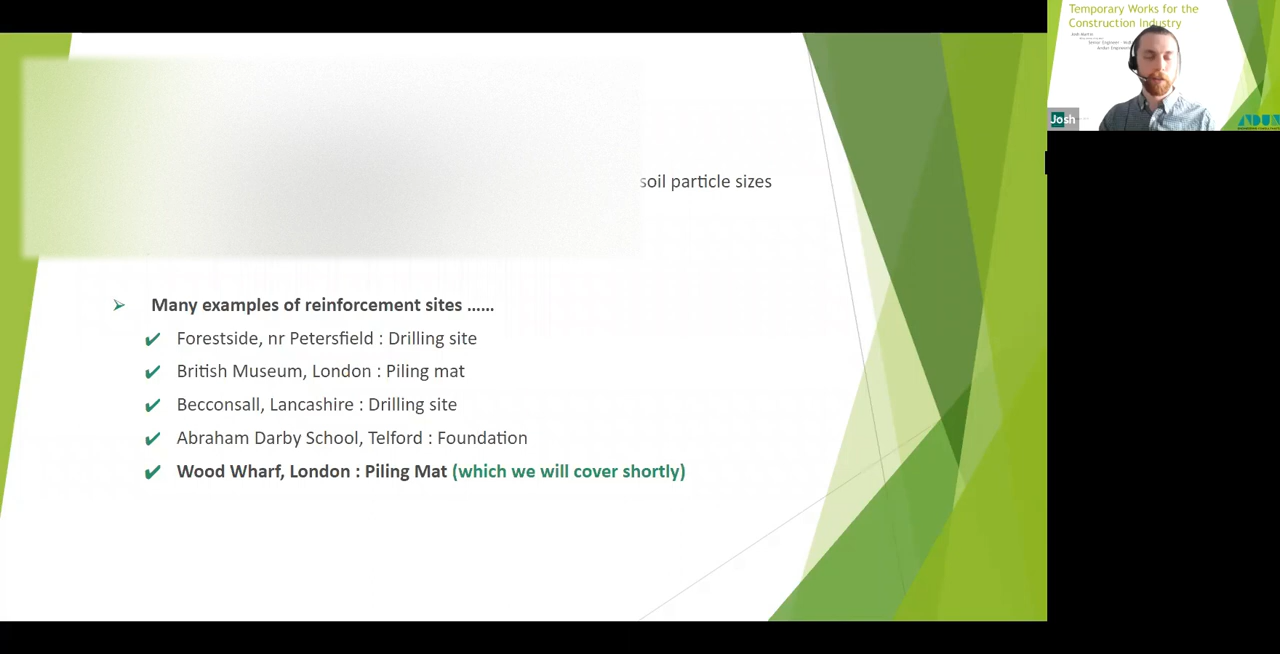 Temporary Works for the
Construction Industry
Josh
soil particle sizes
Many examples of reinforcement sites ......
Forestside, nr Petersfield : Drilling site
British Museum, London : Piling mat
Becconsall, Lancashire : Drilling site
Abraham Darby School, Telford : Foundation
Wood Wharf, London : Piling Mat (which we will cover shortly)